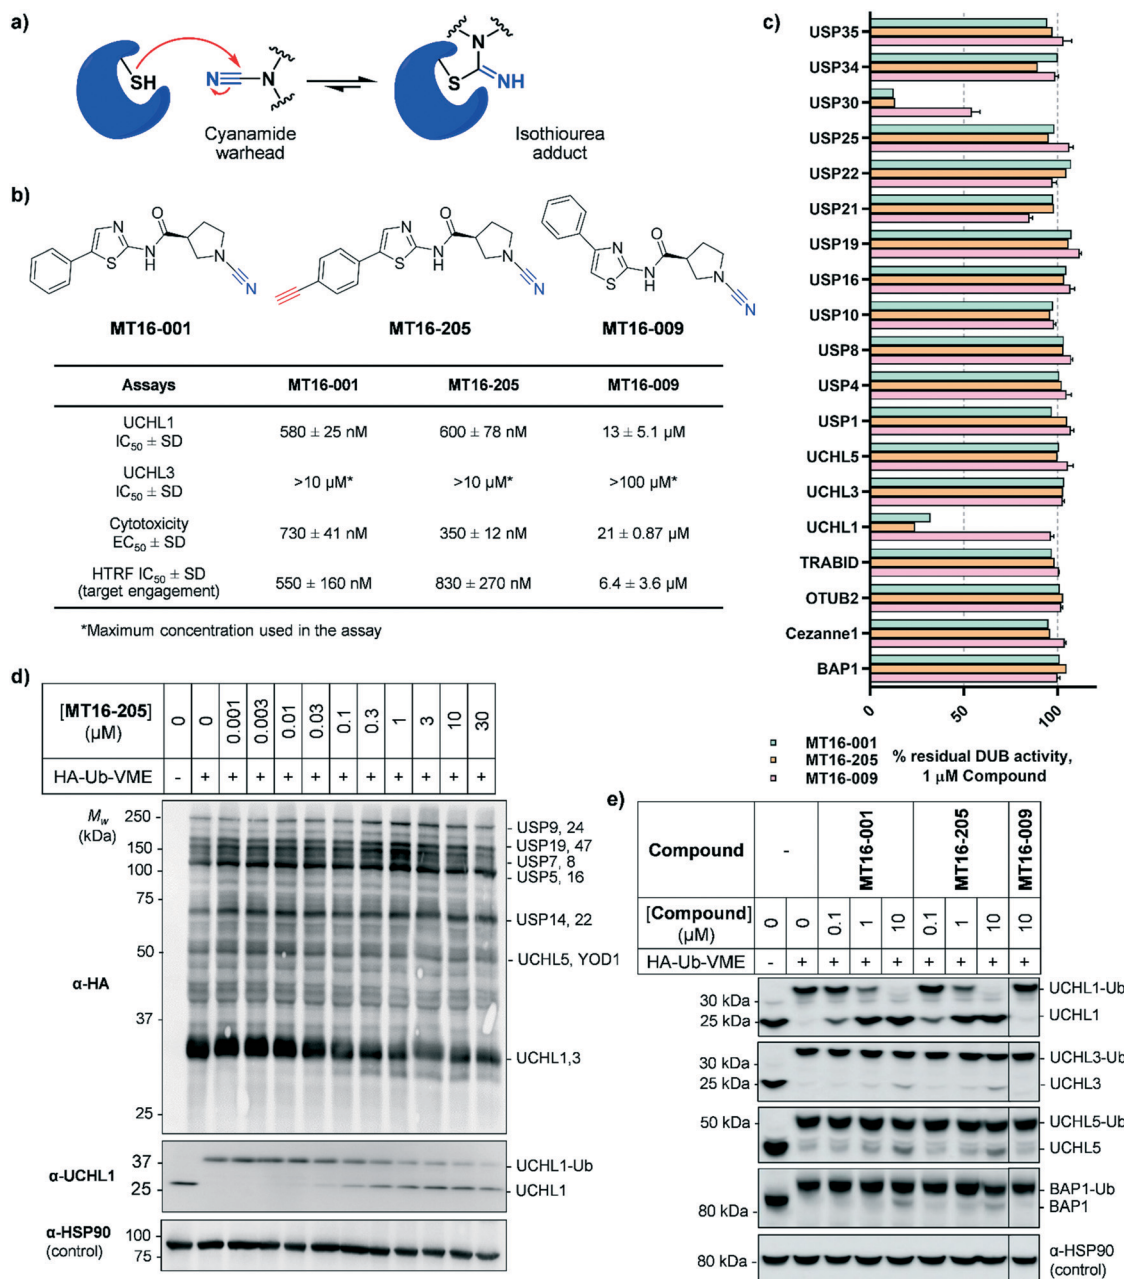 a)
SH
N
N
N
S
NH
Cyanamide
warhead
Isothiourea
adduct
b)
N
S
N
H
O
N
N
N
S
N
H
O
N
N
N
S
NH
O
N
N
MT16-001
MT16-205
MT16-009
Assays
MT16-001
MT16-205
MT16-009
UCHL1
IC50 ± SD
580 ± 25 nM
600 ± 78 nM
13 ± 5.1 µM
UCHL3
IC50 ± SD
>10 µM*
>10 µM*
>100 µM*
Cytotoxicity
EC50 ± SD
730 ± 41 nM
350 ± 12 nM
21 ± 0.87 µM
HTRF IC50 ± SD
(target engagement)
550 ± 160 nM
830 ± 270 nM
6.4 ± 3.6 µM
*Maximum concentration used in the assay
c)
USP35
USP34
USP30
USP25
USP22
USP21
USP19
USP16
USP10
USP8
USP4
USP1
UCHL5
UCHL3
UCHL1
TRABID
OTUB2
Cezanne1
BAP1
0
50
100
MT16-001
MT16-205
MT16-009
% residual DUB activity,
1 µM Compound
d)
[MT16-205]
(µM)
0
0
0.001
0.003
0.01
0.03
0.1
0.3
1
3
10
30
HA-Ub-VME
- + + + + + + + + + + +
Mw
(kDa)
250
150
100
75
50
37
25
α-HA
USP9, 24
USP19, 47
USP7, 8
USP5, 16
USP14, 22
UCHL5, YOD1
UCHL1,3
α-UCHL1
37
25
UCHL1-Ub
UCHL1
α-HSP90
(control)
100
75
e)
Compound
-
MT16-001
MT16-205
MT16-009
[Compound]
(µM)
0
0
0.1
1
10
0.1
1
10
10
HA-Ub-VME
- + + + + + + + +
30 kDa
25 kDa
UCHL1-Ub
UCHL1
30 kDa
25 kDa
UCHL3-Ub
UCHL3
50 kDa
UCHL5-Ub
UCHL5
80 kDa
BAP1-Ub
BAP1
80 kDa
α-HSP90
(control)